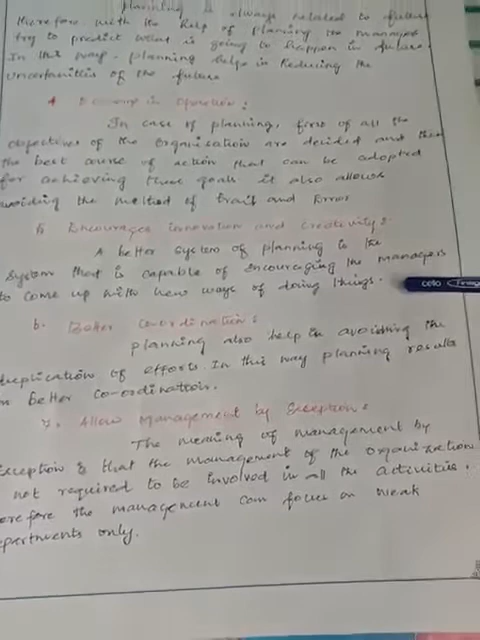 planning is always related to future
therefore with the help of planning the managers
try to predict what is going to happen in future.
In this way, planning helps in reducing the
uncertainities of the future
4 Economy in Operation:
In case of planning, first of all the
objectives of the organisation are decided and then
the best course of action that can be adopted
for achieving these goals it also allows
avoiding the method of trail and Error
5 Encourages innovation and creativity:
A better system of planning is the
system that is capable of encouraging the managers
to come up with new ways of doing things.
cello
6. Better Co-ordination:
planning also help in avoiding the
duplication of efforts. In this way planning results
in better co-ordination.
7. Allow Management by Exception:
The meaning of management by
exception is that the management of the organization
not required to be involved in all the activities.
erefore the management can focus on weak
epartments only.